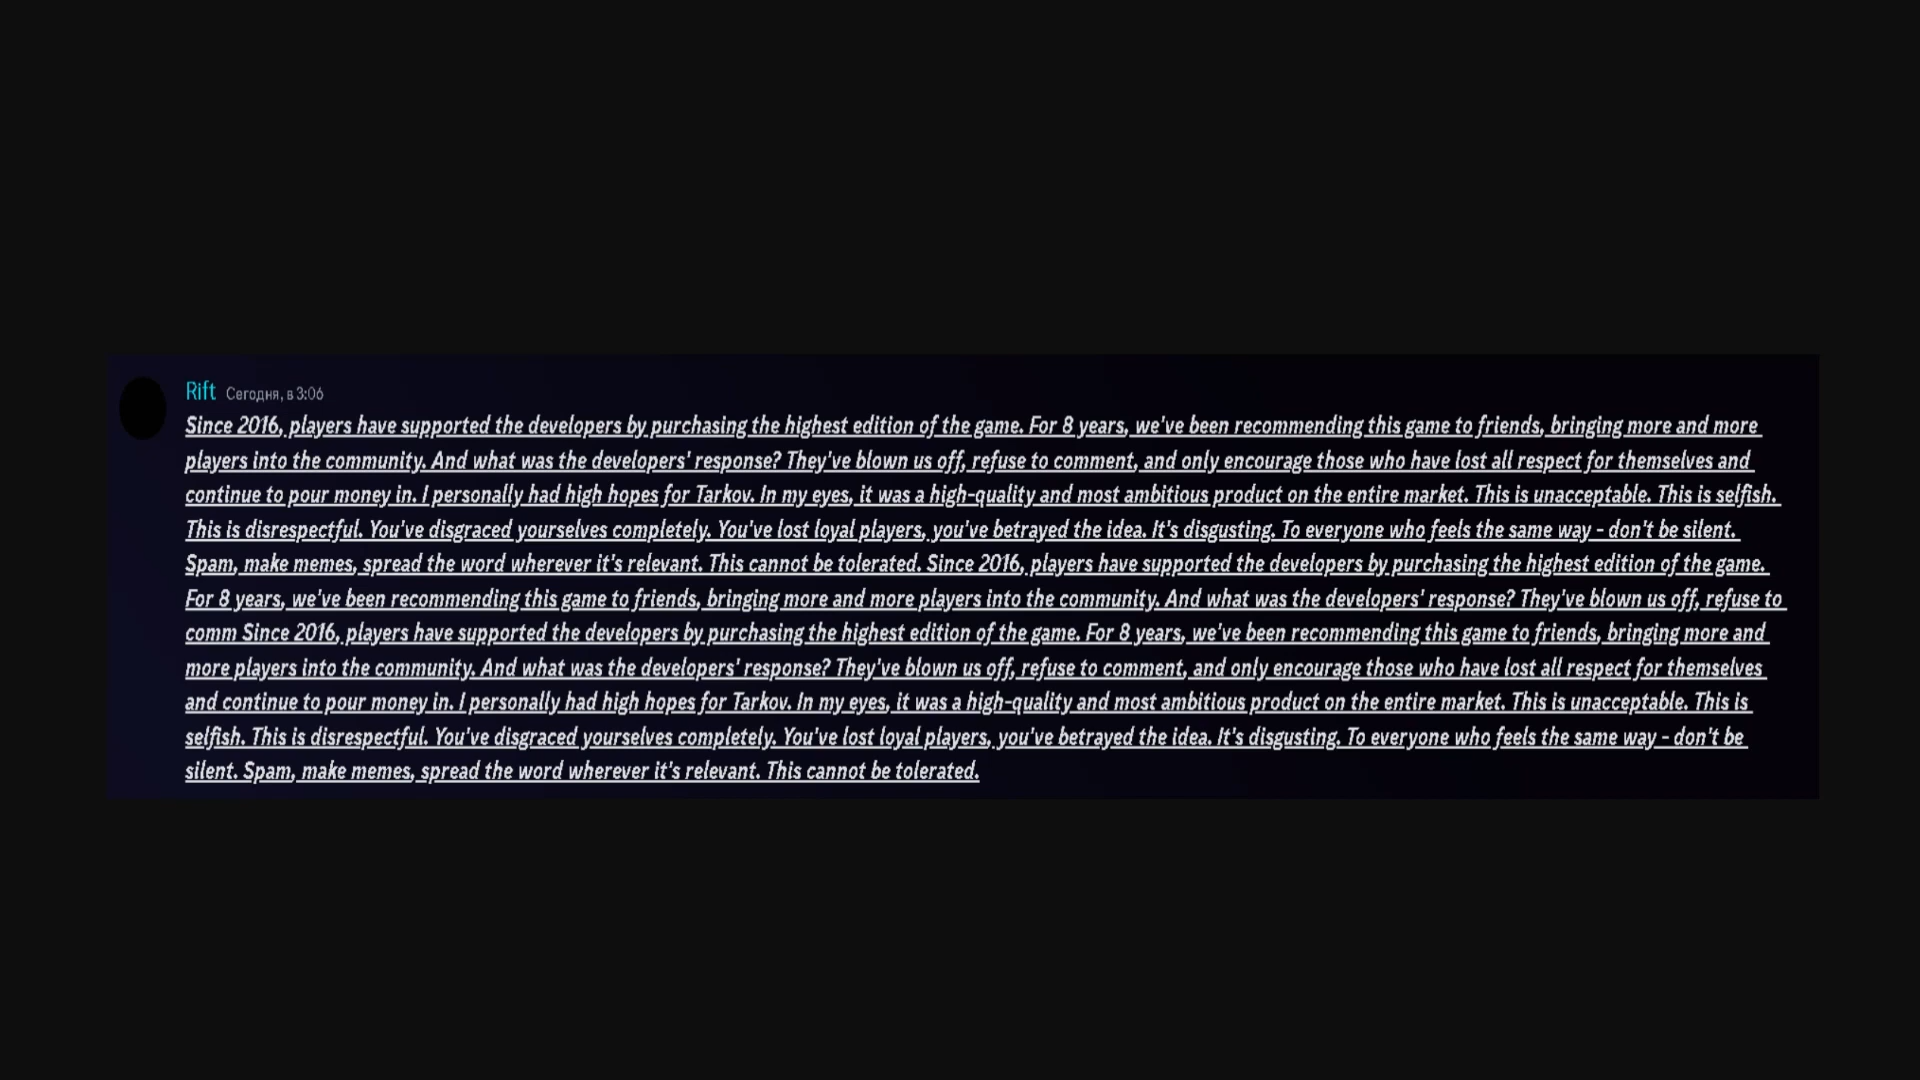 Rift Сегодня, в 3:06
Since 2016, players have supported the developers by purchasing the highest edition of the game. For 8 years, we've been recommending this game to friends, bringing more and more
players into the community. And what was the developers' response? They've blown us off, refuse to comment, and only encourage those who have lost all respect for themselves and
continue to pour money in. I personally had high hopes for Tarkov. In my eyes, it was a high-quality and most ambitious product on the entire market. This is unacceptable. This is selfish.
This is disrespectful. You've disgraced yourselves completely. You've lost loyal players, you've betrayed the idea. It's disgusting. To everyone who feels the same way - don't be silent.
Spam, make memes, spread the word wherever it's relevant. This cannot be tolerated. Since 2016, players have supported the developers by purchasing the highest edition of the game.
For 8 years, we've been recommending this game to friends, bringing more and more players into the community. And what was the developers' response? They've blown us off, refuse to
comm Since 2016, players have supported the developers by purchasing the highest edition of the game. For 8 years, we've been recommending this game to friends, bringing more and
more players into the community. And what was the developers' response? They've blown us off, refuse to comment, and only encourage those who have lost all respect for themselves
and continue to pour money in. I personally had high hopes for Tarkov. In my eyes, it was a high-quality and most ambitious product on the entire market. This is unacceptable. This is
selfish. This is disrespectful. You've disgraced yourselves completely. You've lost loyal players, you've betrayed the idea. It's disgusting. To everyone who feels the same way - don't be
silent. Spam, make memes, spread the word wherever it's relevant. This cannot be tolerated.